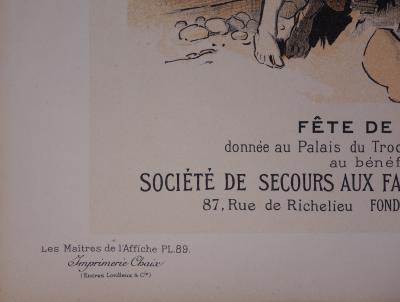 FÊTE DE
donnée au Palais du Troc
au bénéf
SOCIÉTÉ DE SECOURS AUX FA
87, Rue de Richelieu FOND
Les Maîtres de l'Affiche PL.89.
Imprimerie Chaix
(Encres Lorilleux & Cie)